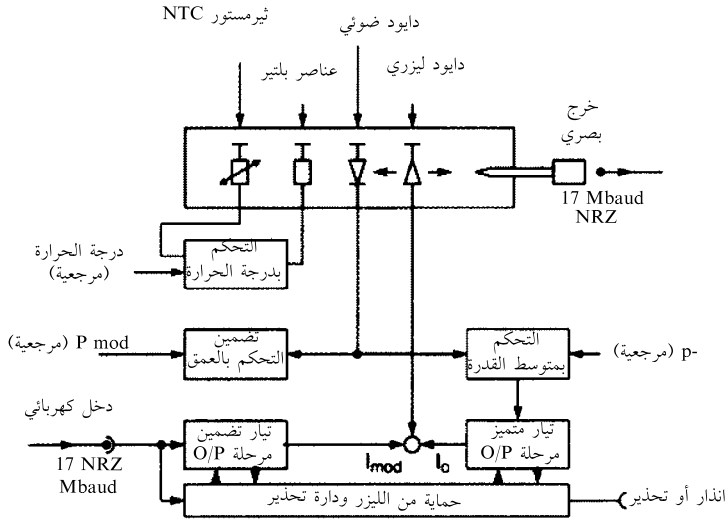 ثيرمستور NTC
دايود ضوئي
عناصر بلتير
دايود ليزري
خرج
بصري
17 Mbaud
NRZ
درجة الحرارة
(مرجعية)
التحكم
بدرجة الحرارة
P mod (مرجعية)
تضمين
التحكم بالعمق
التحكم
بمتوسط القدرة
p- (مرجعية)
دخل كهربائي
17 NRZ
Mbaud
تيار تضمين
مرحلة O/P
Imod
Io
تيار متميز
مرحلة O/P
حماية من الليزر ودارة تحذير
انذار أو تحذير